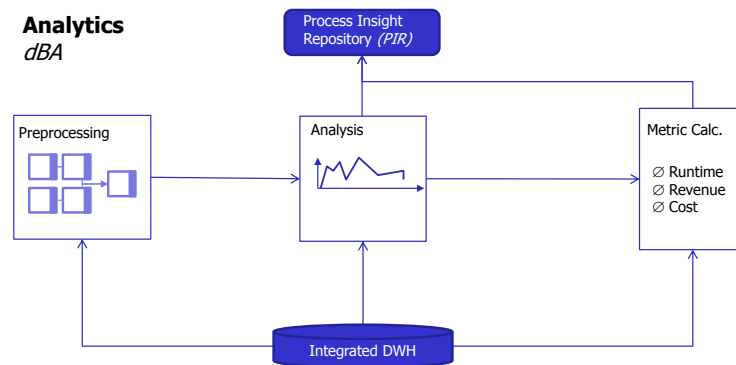 Analytics
dBA
Process Insight
Repository (PIR)
Preprocessing
Analysis
Metric Calc.
∅ Runtime
∅ Revenue
∅ Cost
Integrated DWH